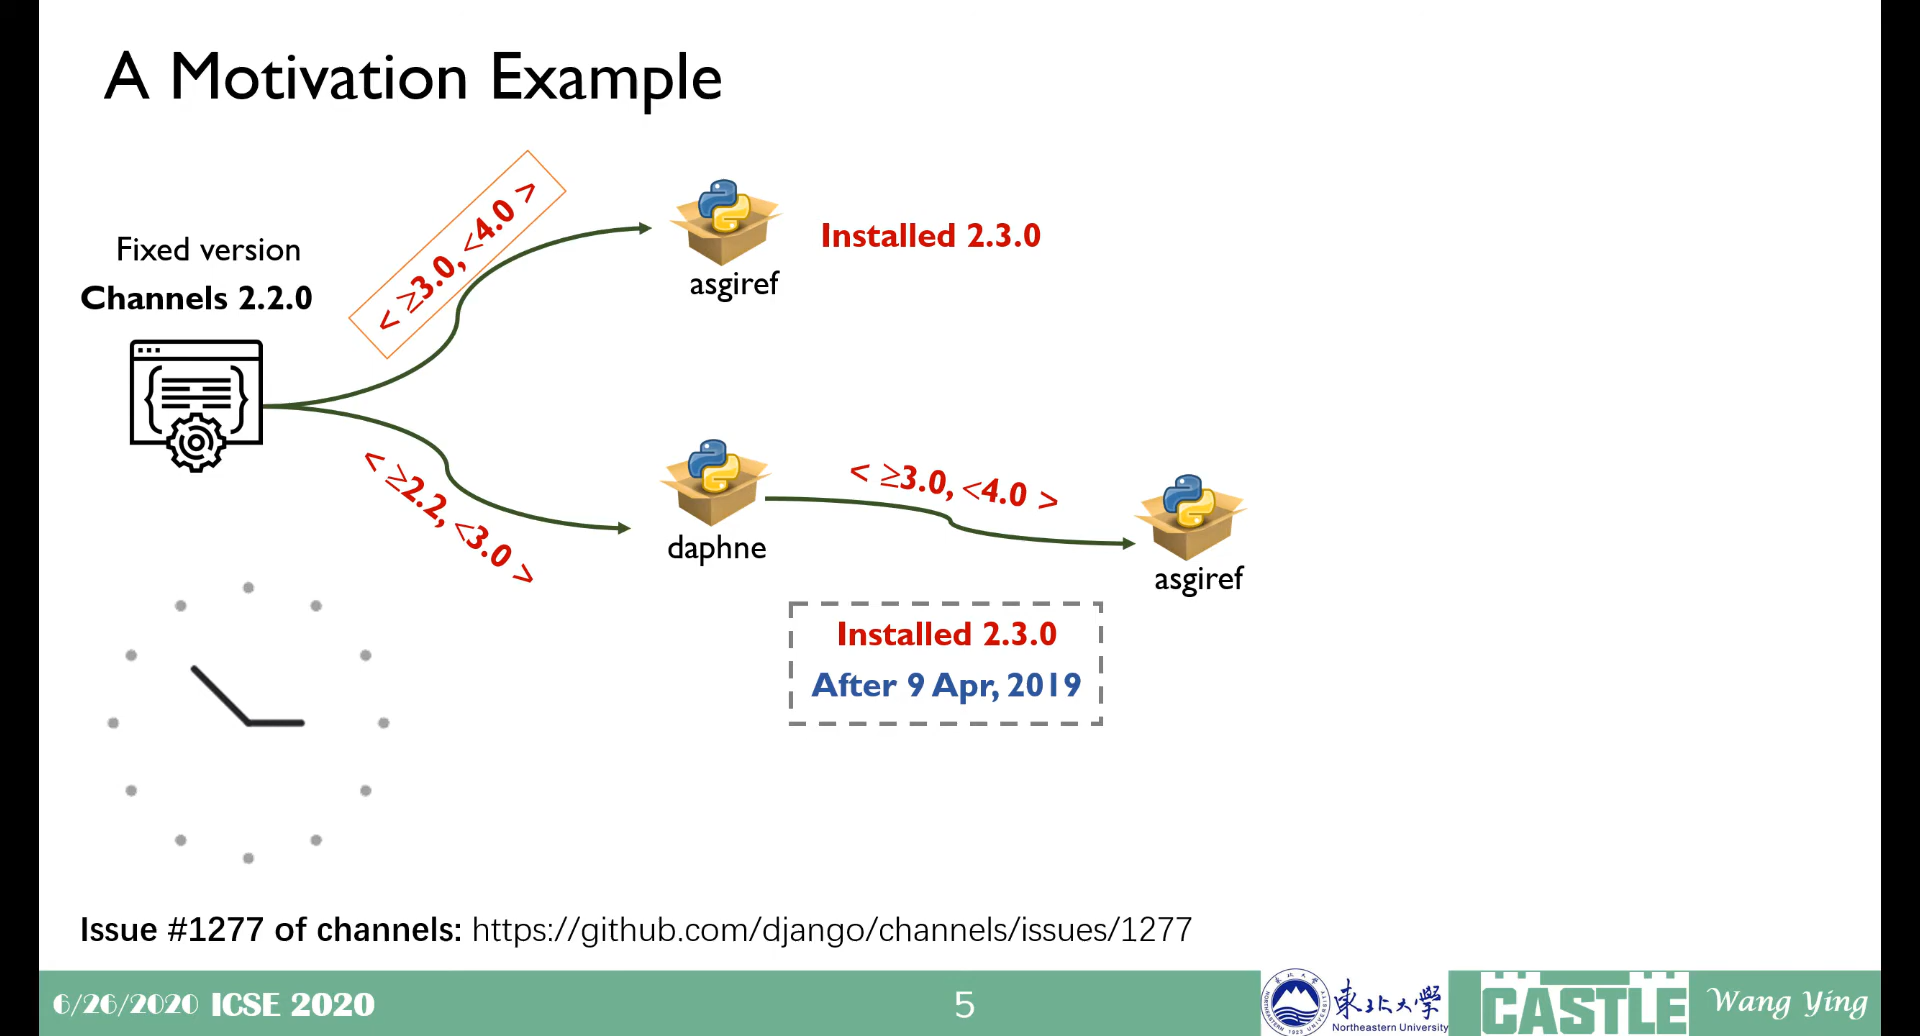 A Motivation Example
Fixed version
Channels 2.2.0
< ≥3.0, <4.0 >
asgiref
Installed 2.3.0
< ≥2.2, <3.0 >
daphne
< ≥3.0, <4.0 >
asgiref
Installed 2.3.0
After 9 Apr, 2019
Issue #1277 of channels: https://github.com/django/channels/issues/1277
6/26/2020 ICSE 2020
5
東北大學
Northeastern University
CASTLE
Wang Ying